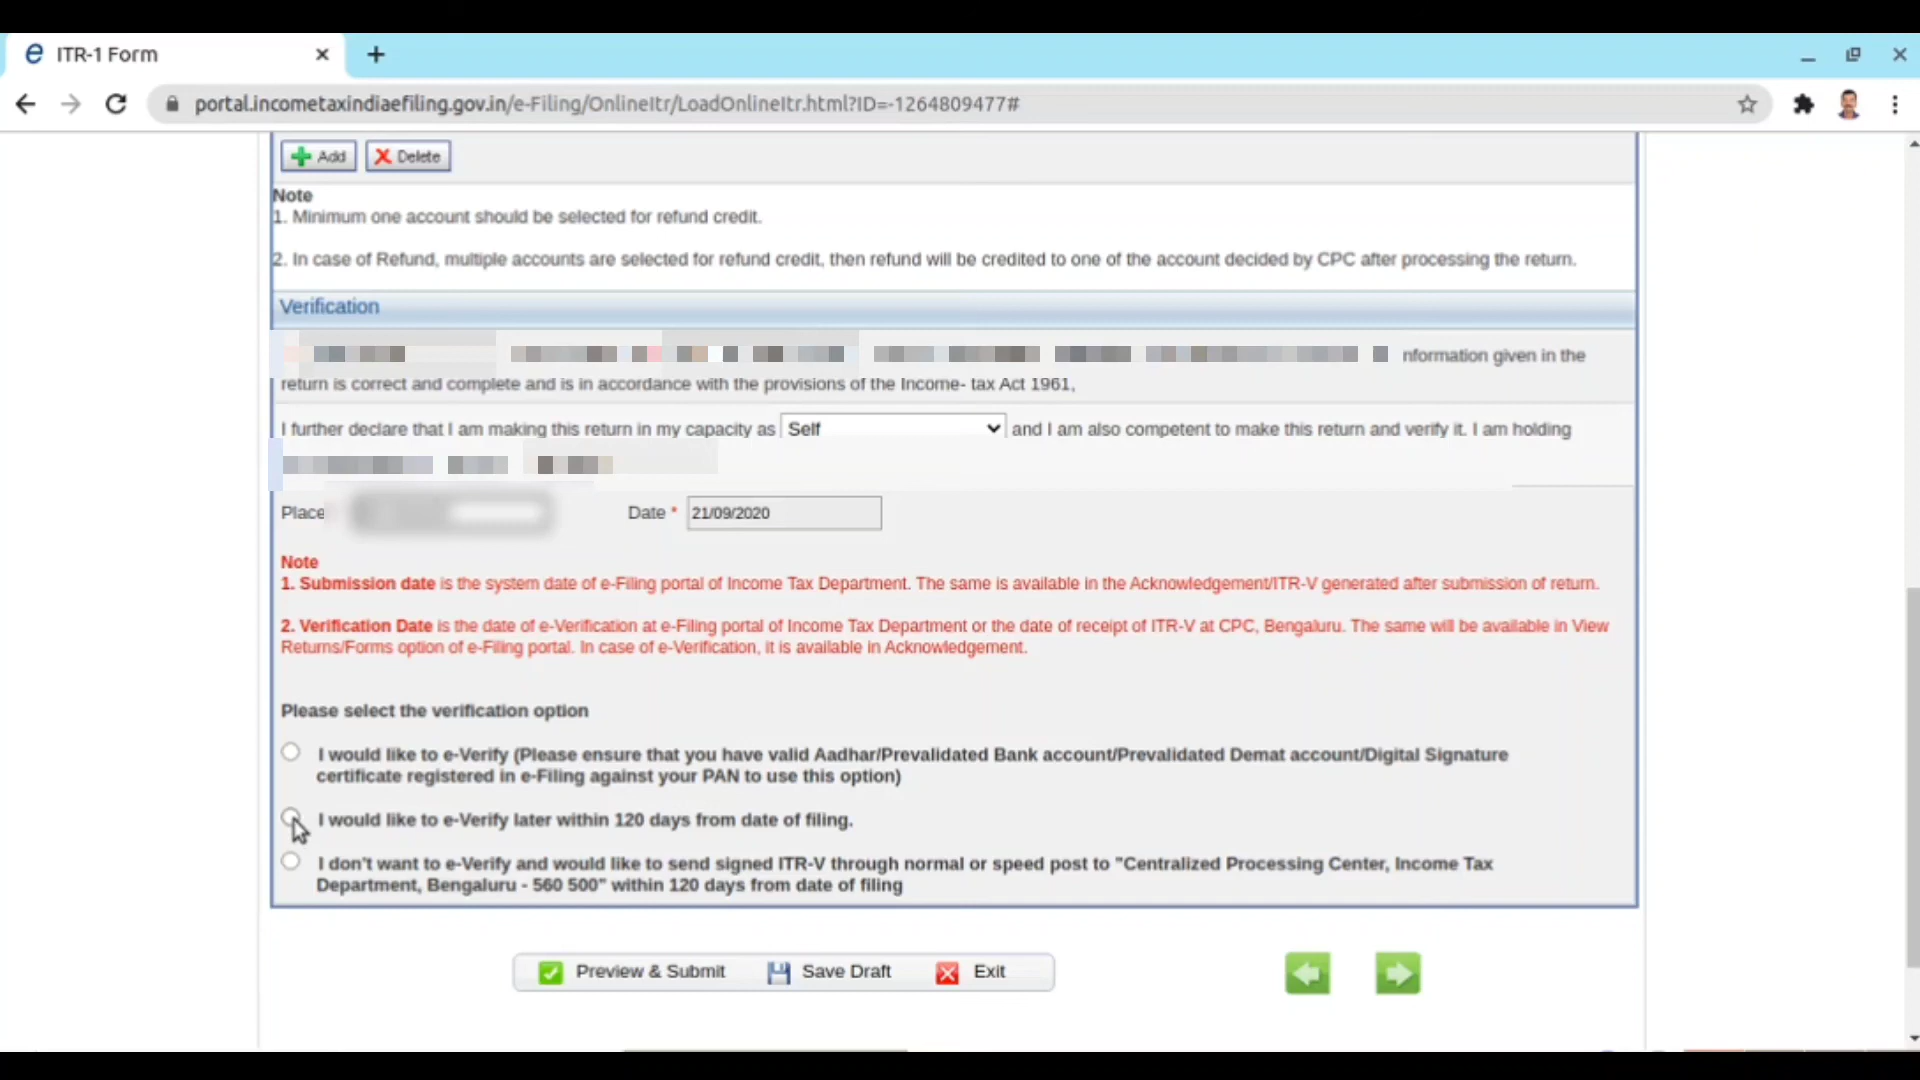 ITR-1 Form
portal.incometaxindiaefiling.gov.in/e-Filing/OnlineItr/LoadOnlineItr.html?ID=-1264809477#
Add Delete
Note
1. Minimum one account should be selected for refund credit.
2. In case of Refund, multiple accounts are selected for refund credit, then refund will be credited to one of the account decided by CPC after processing the return.
Verification
nformation given in the
return is correct and complete and is in accordance with the provisions of the Income- tax Act 1961,
I further declare that I am making this return in my capacity as Self and I am also competent to make this return and verify it. I am holding
Place Date * 21/09/2020
Note
1. Submission date is the system date of e-Filing portal of Income Tax Department. The same is available in the Acknowledgement/ITR-V generated after submission of return.
2. Verification Date is the date of e-Verification at e-Filing portal of Income Tax Department or the date of receipt of ITR-V at CPC, Bengaluru. The same will be available in View
Returns/Forms option of e-Filing portal. In case of e-Verification, it is available in Acknowledgement.
Please select the verification option
I would like to e-Verify (Please ensure that you have valid Aadhar/Prevalidated Bank account/Prevalidated Demat account/Digital Signature
certificate registered in e-Filing against your PAN to use this option)
I would like to e-Verify later within 120 days from date of filing.
I don't want to e-Verify and would like to send signed ITR-V through normal or speed post to "Centralized Processing Center, Income Tax
Department, Bengaluru - 560 500" within 120 days from date of filing
Preview & Submit Save Draft Exit